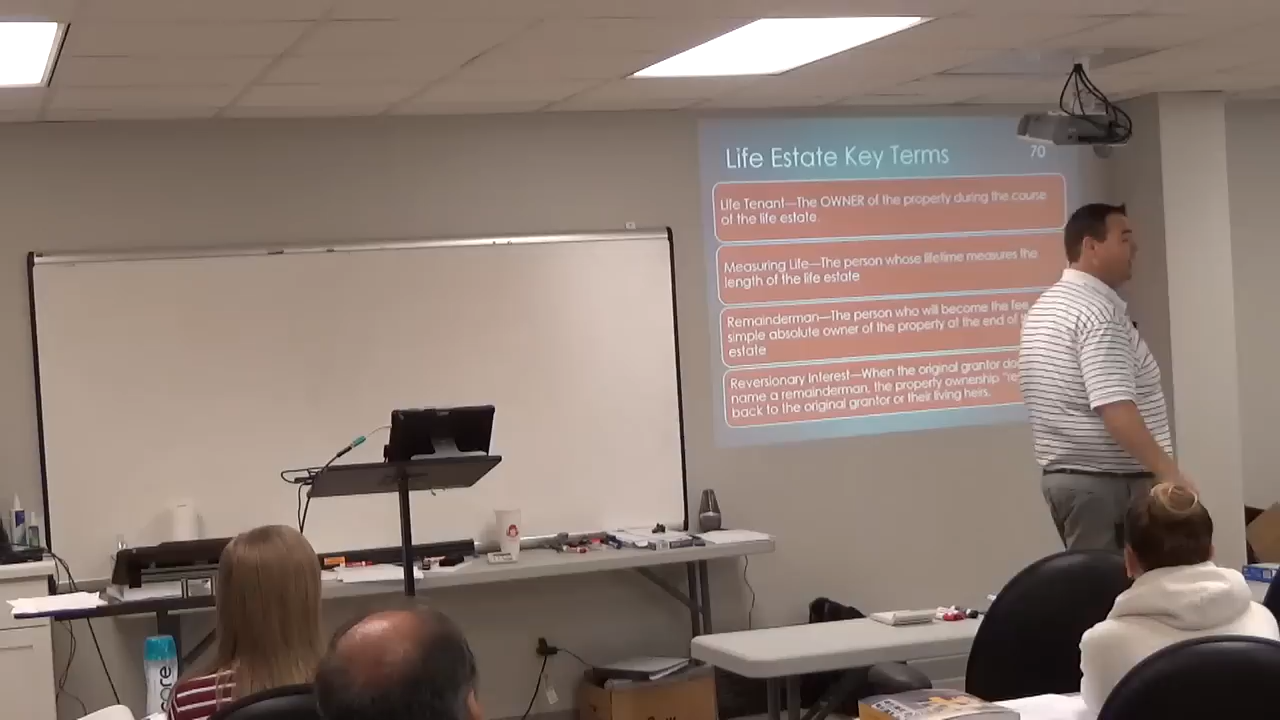 Life Estate Key Terms
70
Life Tenant—The OWNER of the property during the course
of the life estate.
Measuring Life—The person whose lifetime measures the
length of the life estate
Remainderman—The person who will become the fee
simple absolute owner of the property at the end of
estate
Reversionary Interest—When the original grantor
name a remainderman, the property ownership
back to the original grantor or their living heirs.
core